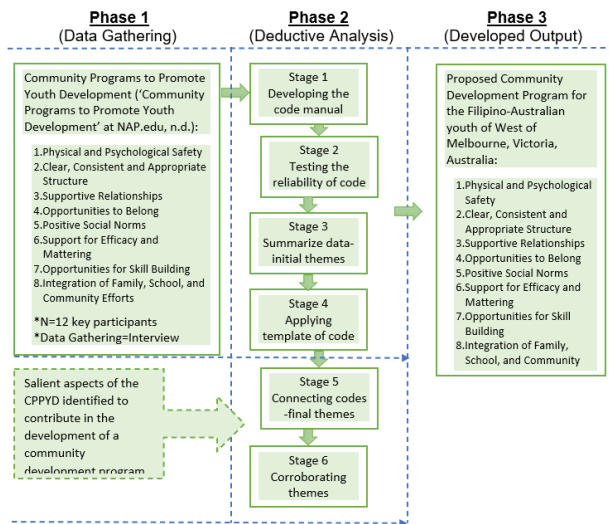 Phase 1
(Data Gathering)
Community Programs to Promote
Youth Development ('Community
Programs to Promote Youth
Development' at NAP.edu, n.d.):
1.Physical and Psychological Safety
2.Clear, Consistent and Appropriate
Structure
3.Supportive Relationships
4.Opportunities to Belong
5.Positive Social Norms
6.Support for Efficacy and
Mattering
7.Opportunities for Skill Building
8.Integration of Family, School, and
Community Efforts
*N=12 key participants
*Data Gathering=Interview
Salient aspects of the
CPPYD identified to
contribute in the
development of a
community
development program
Phase 2
(Deductive Analysis)
Stage 1
Developing the
code manual
Stage 2
Testing the
reliability of code
Stage 3
Summarize data-
initial themes
Stage 4
Applying
template of code
Stage 5
Connecting codes
-final themes
Stage 6
Corroborating
themes
Phase 3
(Developed Output)
Proposed Community
Development Program for
the Filipino-Australian
youth of West of
Melbourne, Victoria,
Australia:
1.Physical and Psychological
Safety
2.Clear, Consistent and
Appropriate Structure
3.Supportive Relationships
4.Opportunities to Belong
5.Positive Social Norms
6.Support for Efficacy and
Mattering
7.Opportunities for Skill
Building
8.Integration of Family,
School, and Community